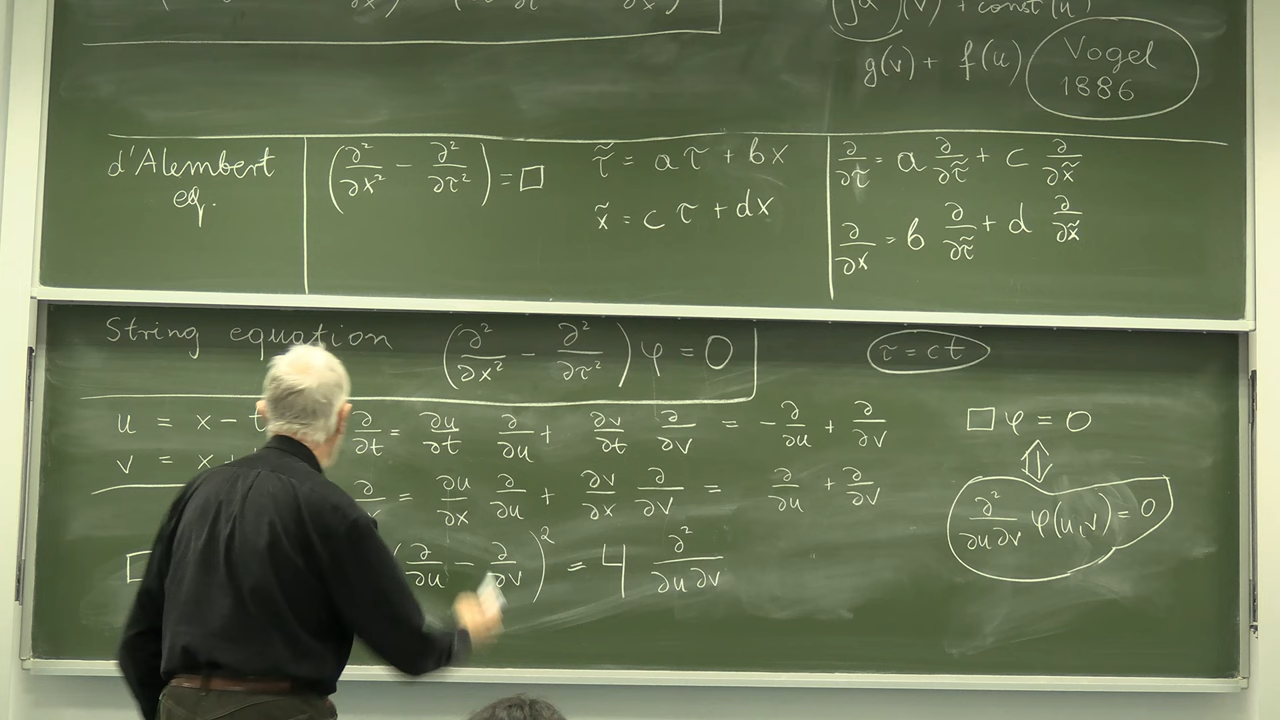 g(v) + f(u)
Vogel
1886
d'Alembert
eq.
(∂²/∂x² − ∂²/∂τ²) = □
τ̃ = aτ + bx
x̃ = cτ + dx
∂/∂τ = a ∂/∂τ̃ + c ∂/∂x̃
∂/∂x = b ∂/∂τ̃ + d ∂/∂x̃
String equation (∂²/∂x² − ∂²/∂τ²) φ = 0
τ = ct
u = x −
v = x
∂/∂t = ∂u/∂t ∂/∂u + ∂v/∂t ∂/∂v = −∂/∂u + ∂/∂v
= ∂u/∂x ∂/∂u + ∂v/∂x ∂/∂v = ∂/∂u + ∂/∂v
(∂/∂u − ∂/∂v)² = 4 ∂²/∂u∂v
□φ = 0
⇕
∂²/∂u∂v φ(u,v) = 0